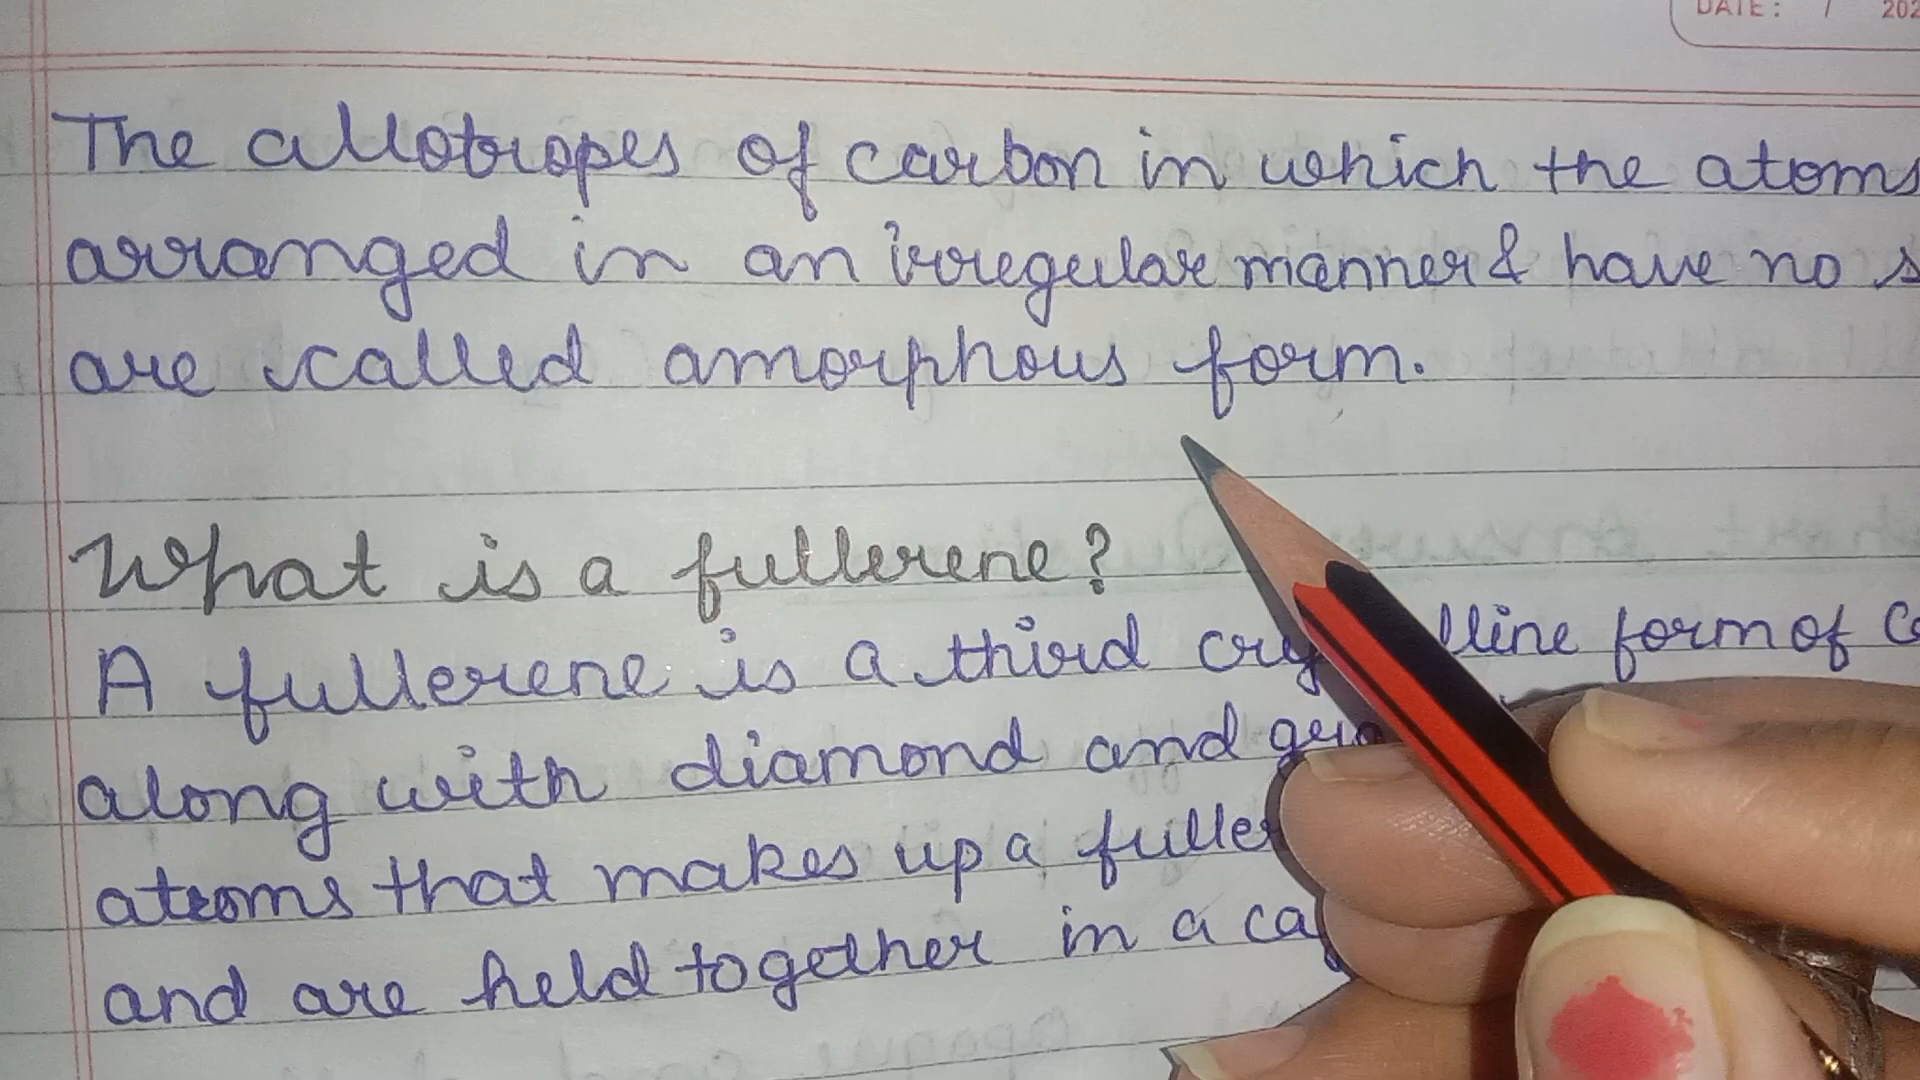 DATE: / 202
The allotropes of carbon in which the atoms
arranged in an irregular manner & have no
are called amorphous form.
What is a fullerene?
A fullerene is a third form of
along with diamond and
atoms that makes up a
and are held together in a